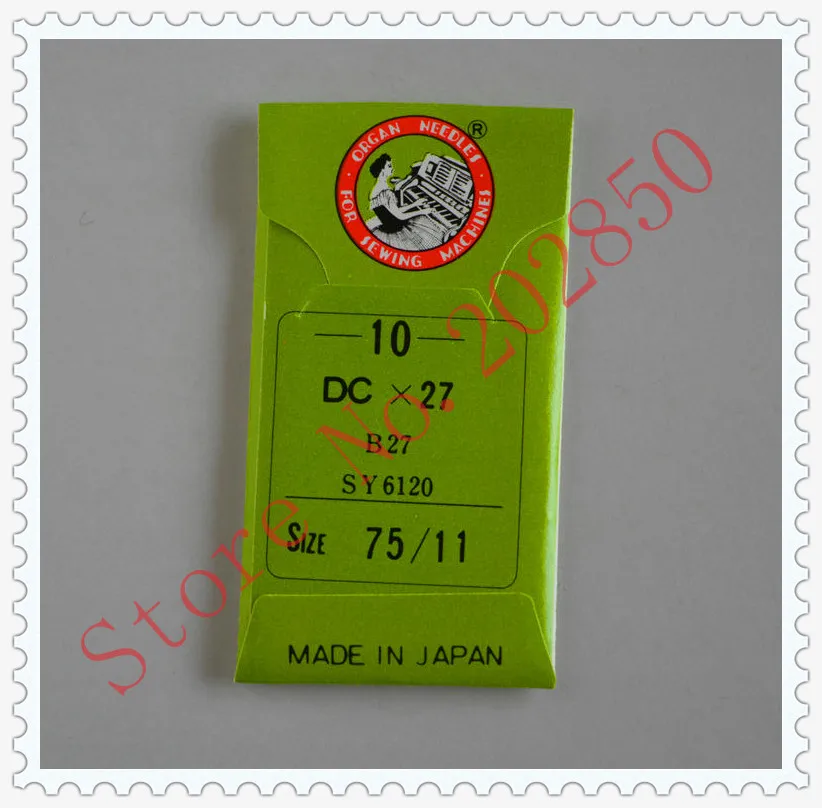 ORGAN NEEDLES
®
FOR SEWING MACHINES
—10—
DC × 27
B27
SY6120
SIZE 75/11
MADE IN JAPAN
Store No. 202850